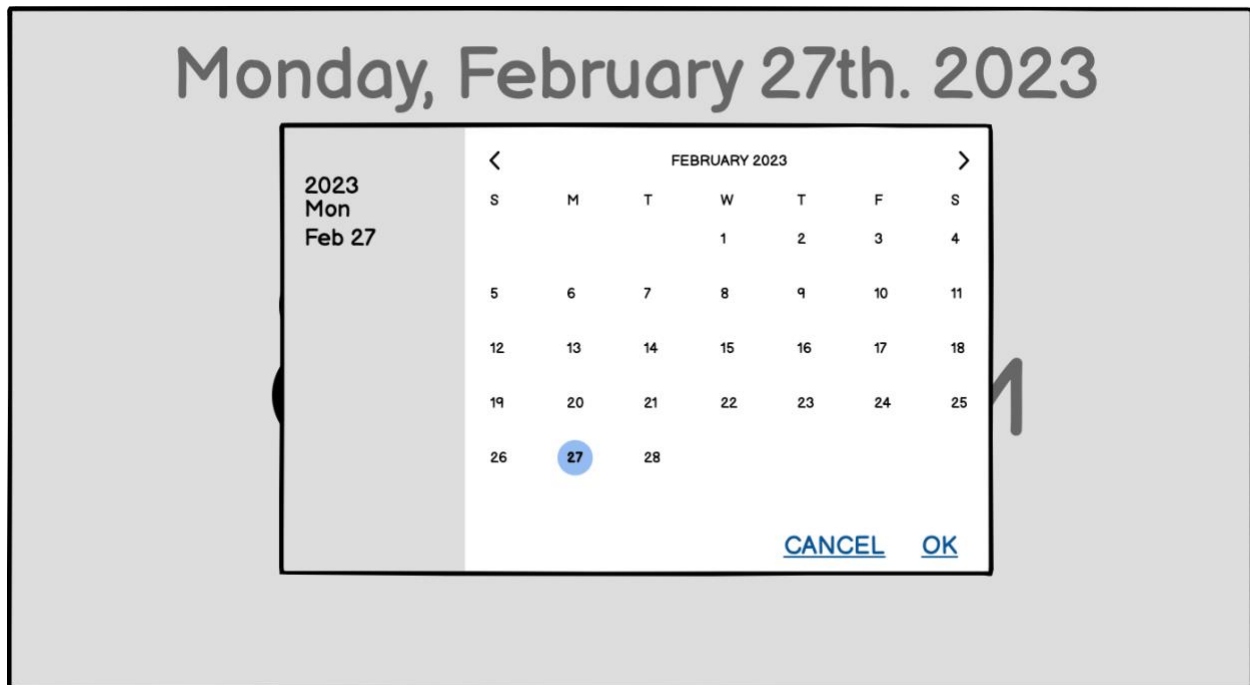 Monday, February 27th. 2023
2023
Mon
Feb 27
FEBRUARY 2023
S M T W T F S
1 2 3 4
5 6 7 8 9 10 11
12 13 14 15 16 17 18
19 20 21 22 23 24 25
26 27 28
CANCEL OK